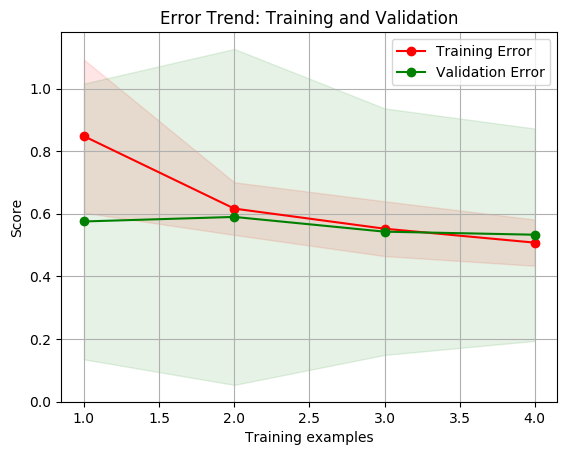 Error Trend: Training and Validation
Training Error
Validation Error
Score
1.0
0.8
0.6
0.4
0.2
0.0
1.0 1.5 2.0 2.5 3.0 3.5 4.0
Training examples